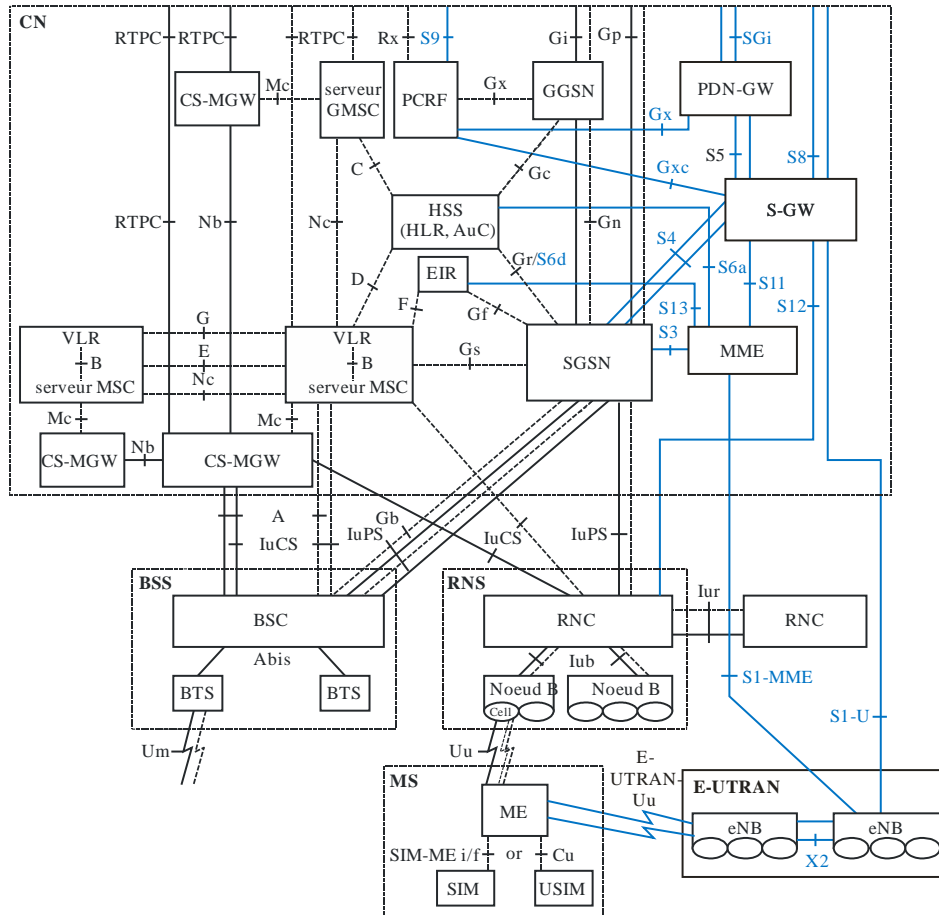 CN
RTPC
RTPC
RTPC
Rx
S9
Gi
Gp
SGi
CS-MGW
Mc
serveur
GMSC
PCRF
Gx
GGSN
PDN-GW
Gx
S5
S8
C
Gc
Gxc
RTPC
Nb
Nc
HSS
(HLR, AuC)
Gn
S-GW
S4
D
EIR
Gr/S6d
S6a
S11
F
Gf
S13
S12
G
S3
VLR
B
serveur MSC
E
Nc
VLR
B
serveur MSC
Gs
SGSN
MME
Mc
Mc
CS-MGW
Nb
CS-MGW
A
IuCS
Gb
IuPS
IuCS
IuPS
BSS
RNS
BSC
RNC
Iur
RNC
Abis
Iub
BTS
BTS
Noeud B
Cell
Noeud B
S1-MME
S1-U
Um
Uu
E-
UTRAN-
Uu
MS
E-UTRAN
ME
eNB
eNB
X2
SIM-ME i/f
or
Cu
SIM
USIM